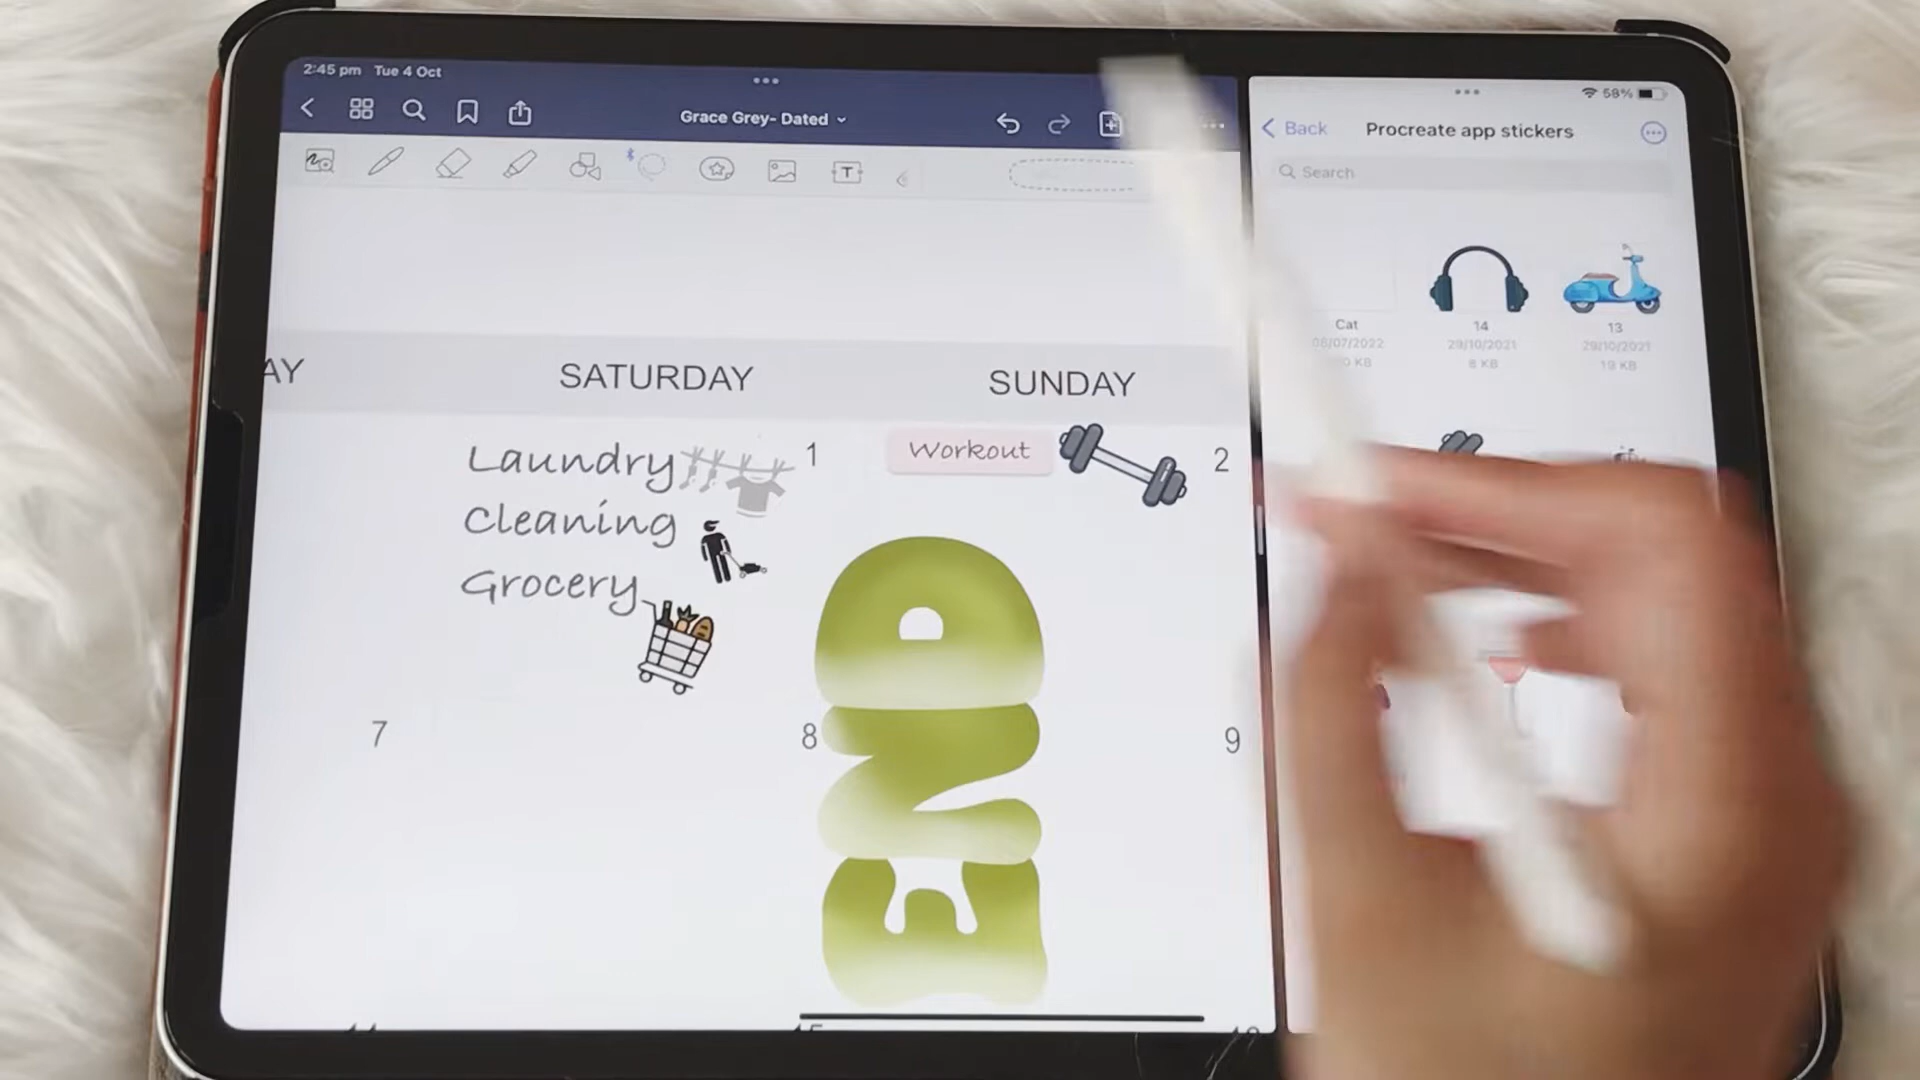 2:45 pm Tue 4 Oct
58%
Grace Grey- Dated
Back
Procreate app stickers
Search
T
Cat
14
13
08/07/2022
29/10/2021
29/10/2021
8 KB
19 KB
AY
SATURDAY
SUNDAY
Laundry
1
Workout
2
Cleaning
Grocery
7
8
9
END